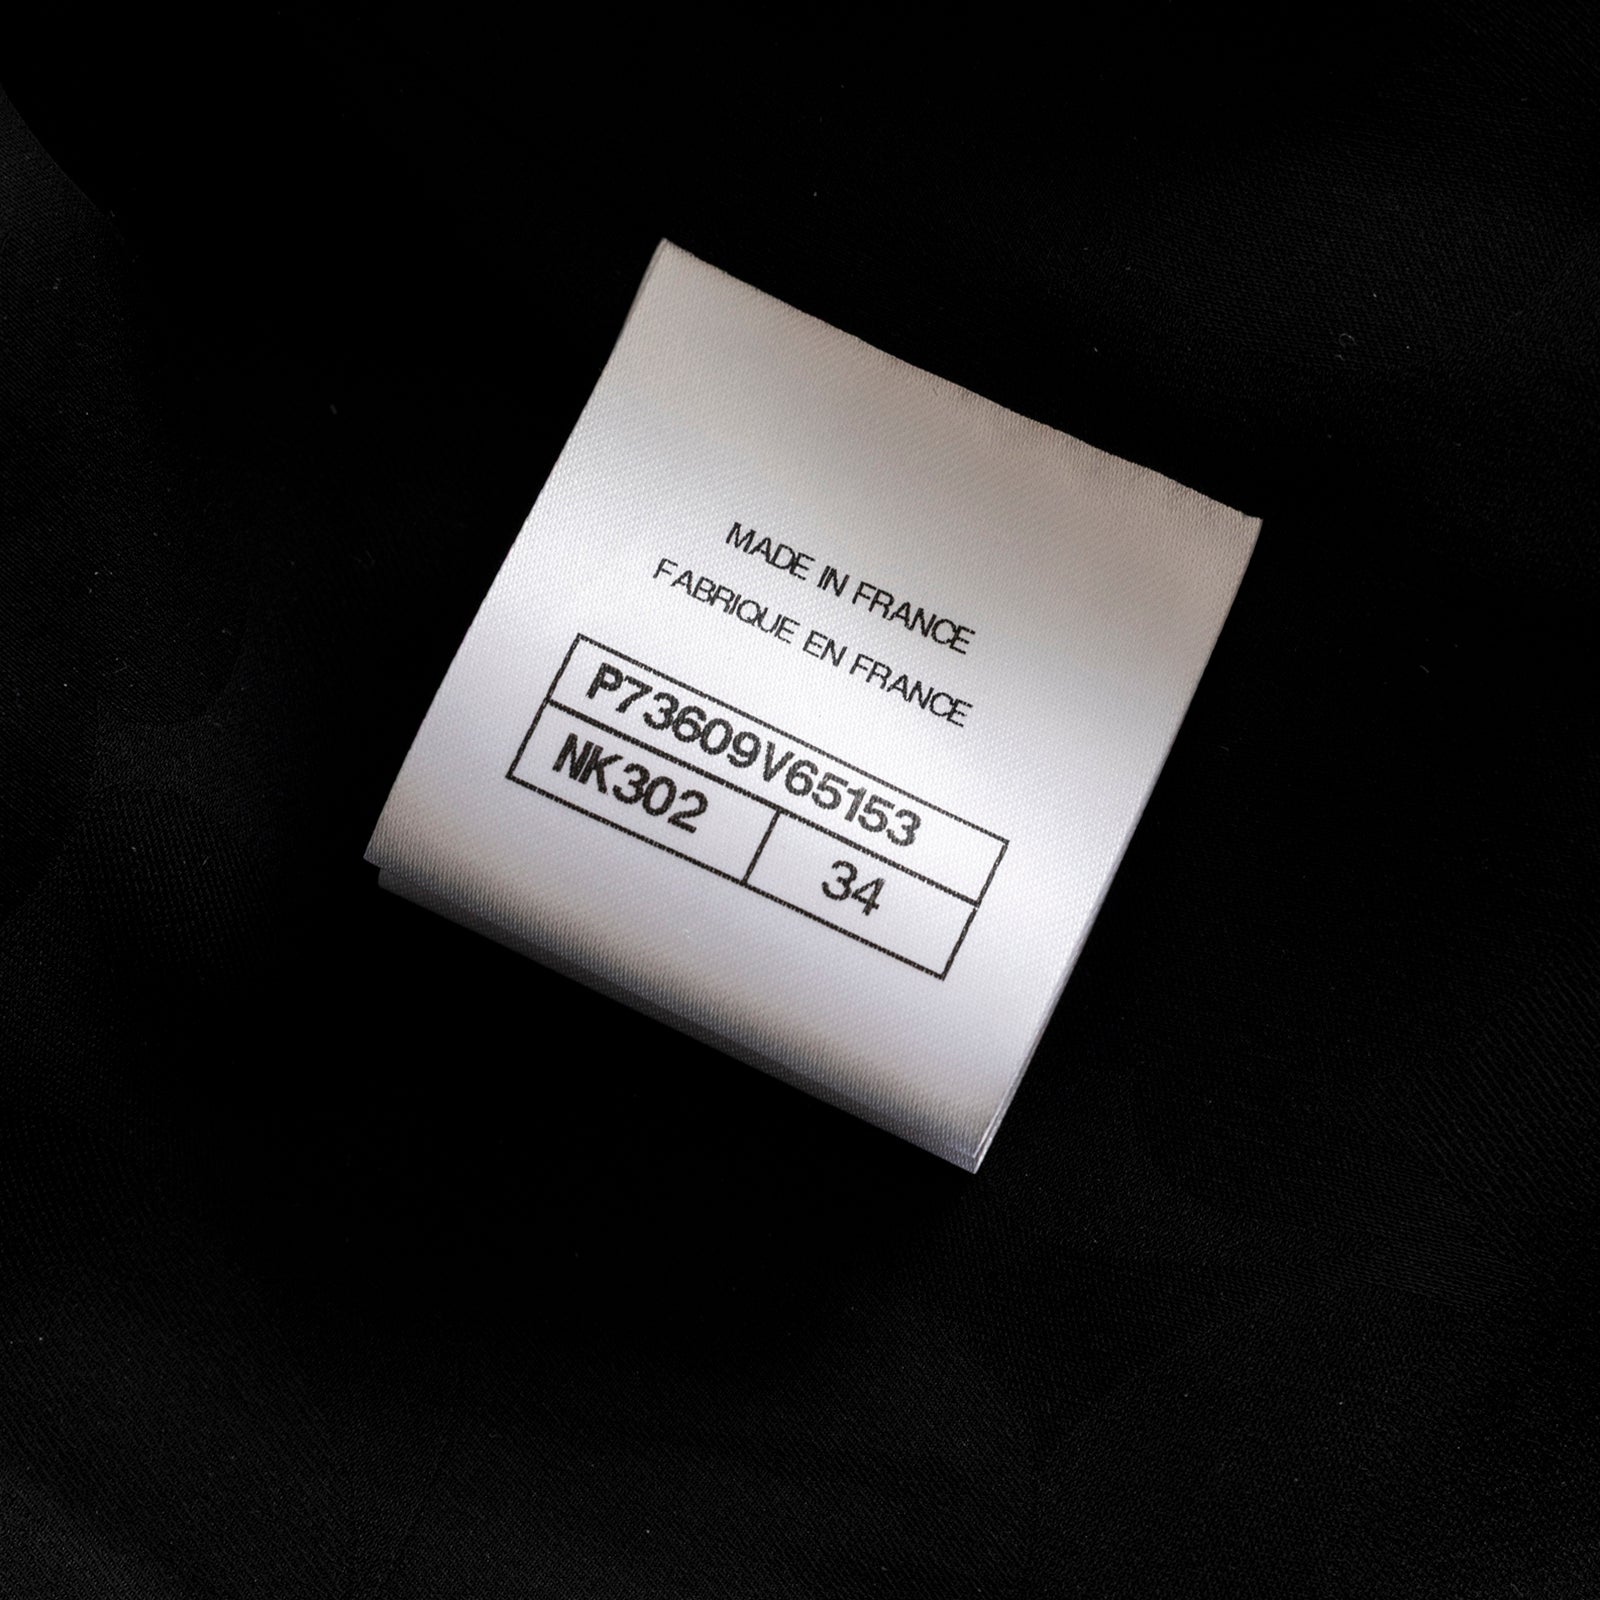 MADE IN FRANCE
FABRIQUE EN FRANCE
P73609V65153
NK302 34